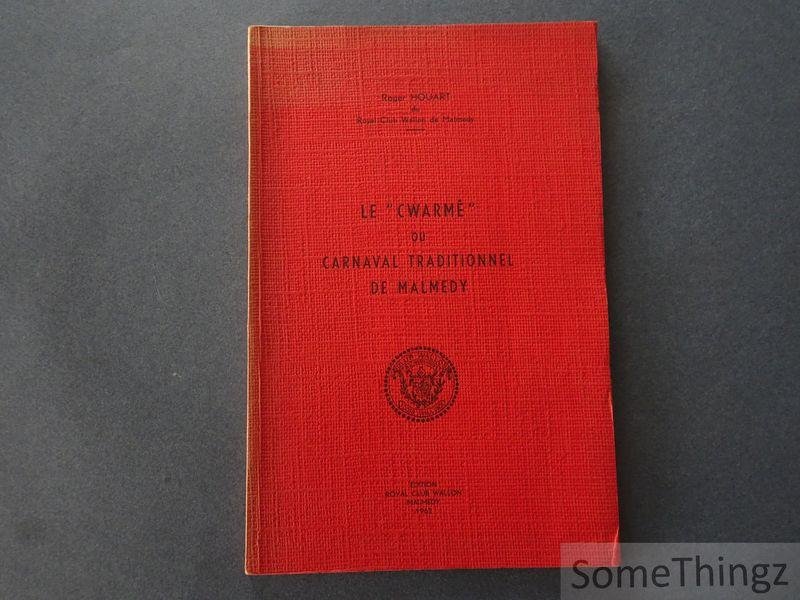 Roger HOUART
du
Royal Club Wallon de Malmedy
LE "CWARMÊ"
OU
CARNAVAL TRADITIONNEL
DE MALMEDY
EDITION
ROYAL CLUB WALLON
MALMEDY
1962
SomeThingz